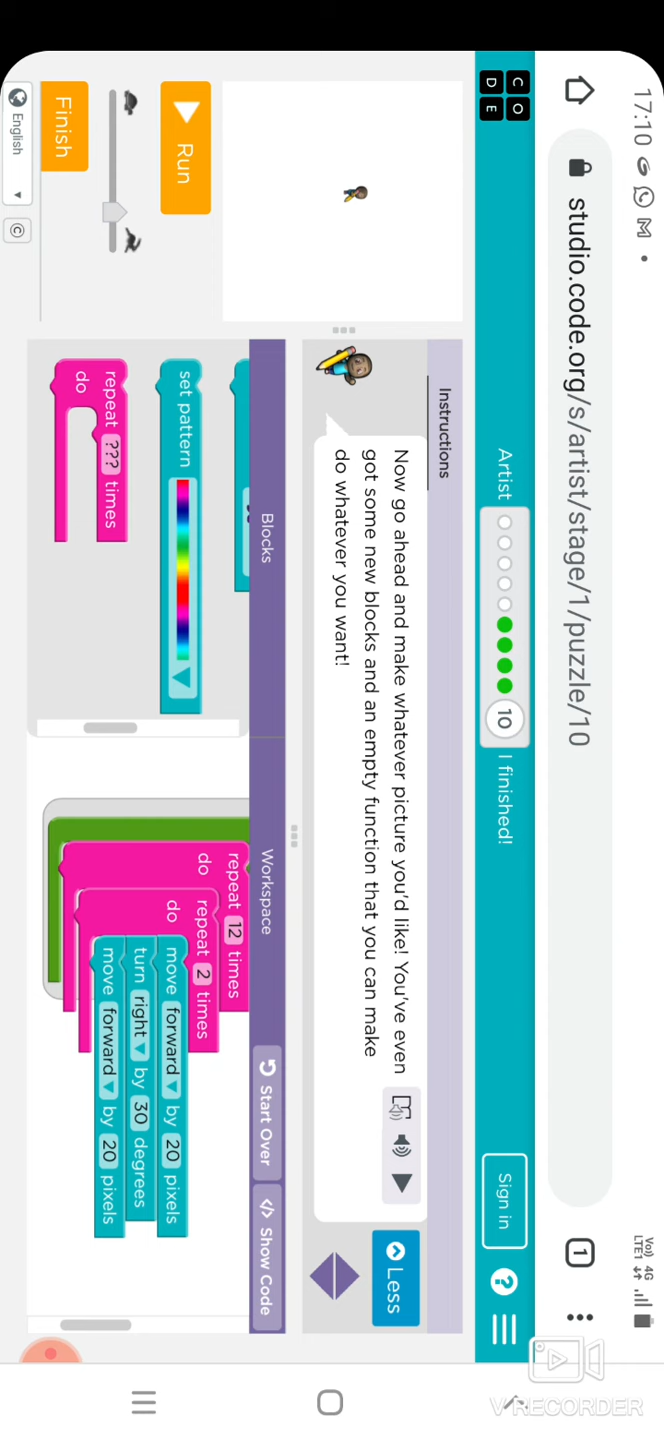 17:10
studio.code.org/s/artist/stage/1/puzzle/10
1
Vo))
LTE1
4G
C O
D E
Artist
10
I finished!
Sign in
?
Instructions
Now go ahead and make whatever picture you'd like! You've even
got some new blocks and an empty function that you can make
do whatever you want!
Less
Run
Finish
English
©
Blocks
set pattern
repeat ??? times
do
Workspace
Start Over
</> Show Code
repeat 12 times
do
repeat 2 times
do
move forward by 20 pixels
turn right by 30 degrees
move forward by 20 pixels
V RECORDER